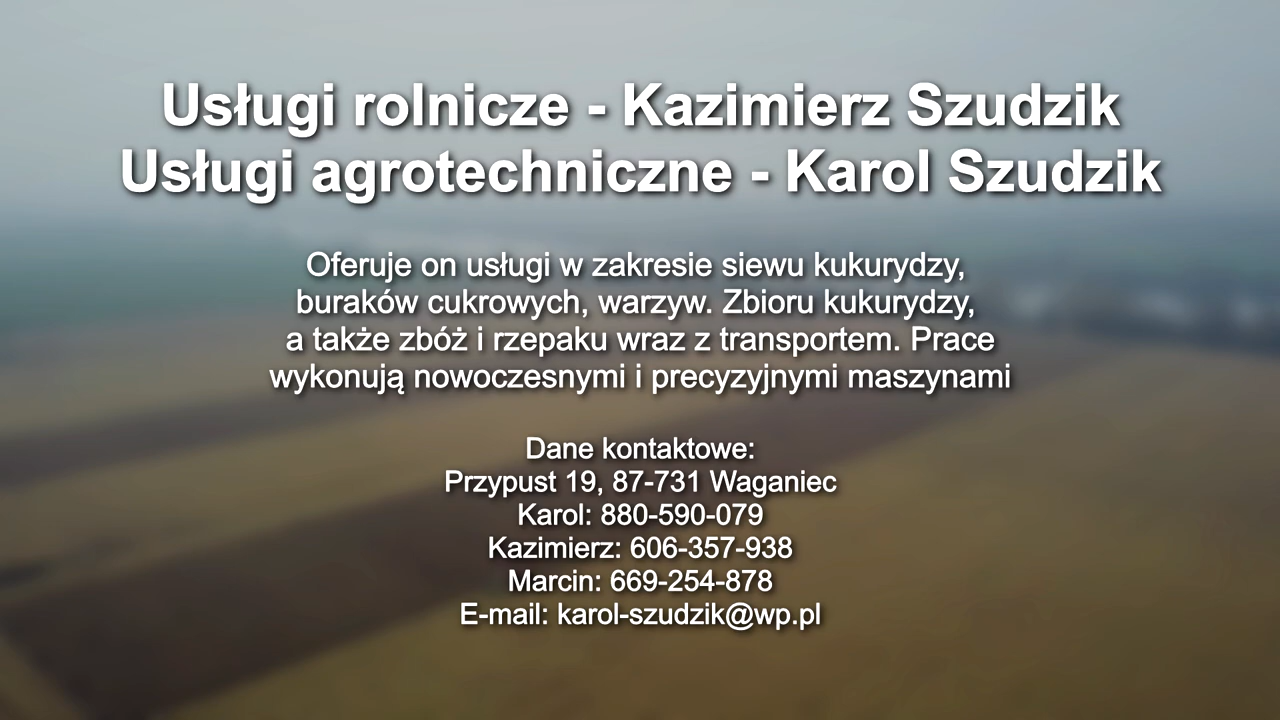 Usługi rolnicze - Kazimierz Szudzik
Usługi agrotechniczne - Karol Szudzik
Oferuje on usługi w zakresie siewu kukurydzy,
buraków cukrowych, warzyw. Zbioru kukurydzy,
a także zbóż i rzepaku wraz z transportem. Prace
wykonują nowoczesnymi i precyzyjnymi maszynami
Dane kontaktowe:
Przypust 19, 87-731 Waganiec
Karol: 880-590-079
Kazimierz: 606-357-938
Marcin: 669-254-878
E-mail: karol-szudzik@wp.pl